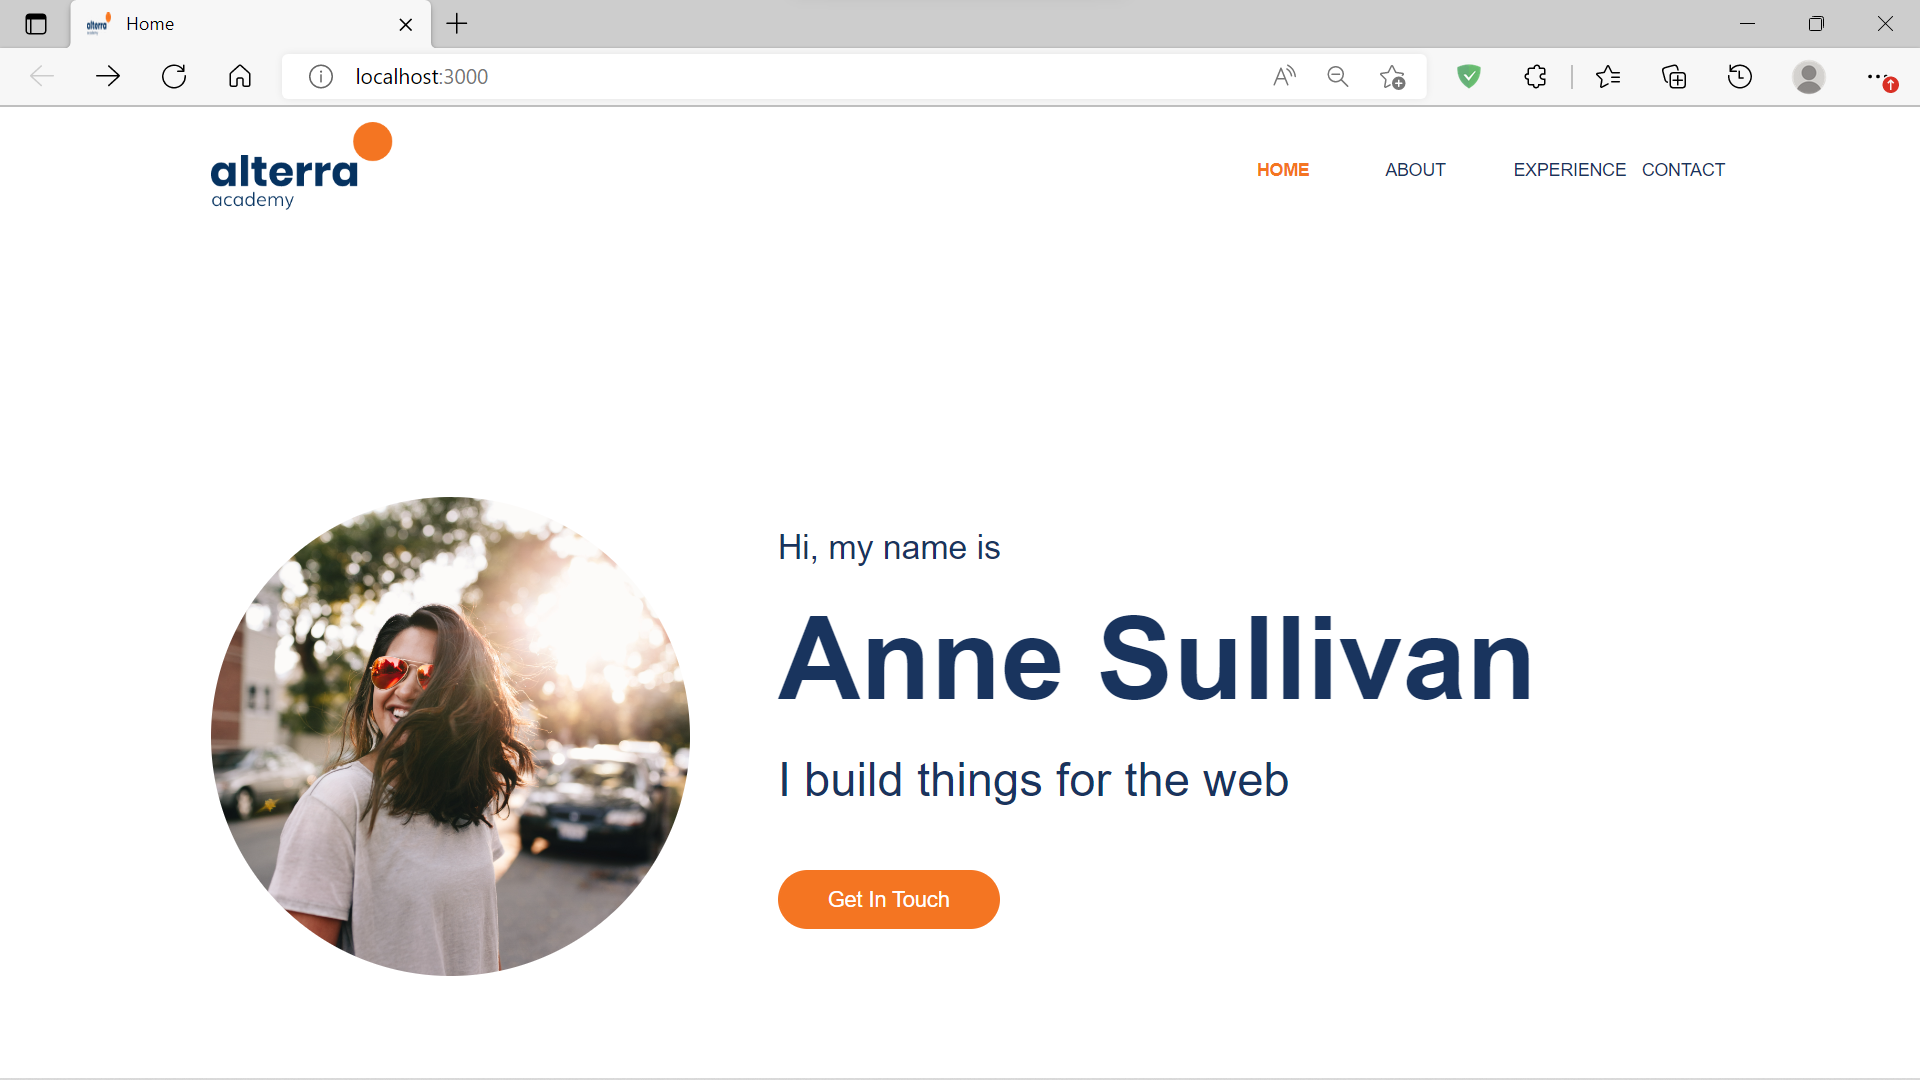 Home
localhost:3000
alterra
academy
HOME ABOUT EXPERIENCE CONTACT
Hi, my name is
Anne Sullivan
I build things for the web
Get In Touch